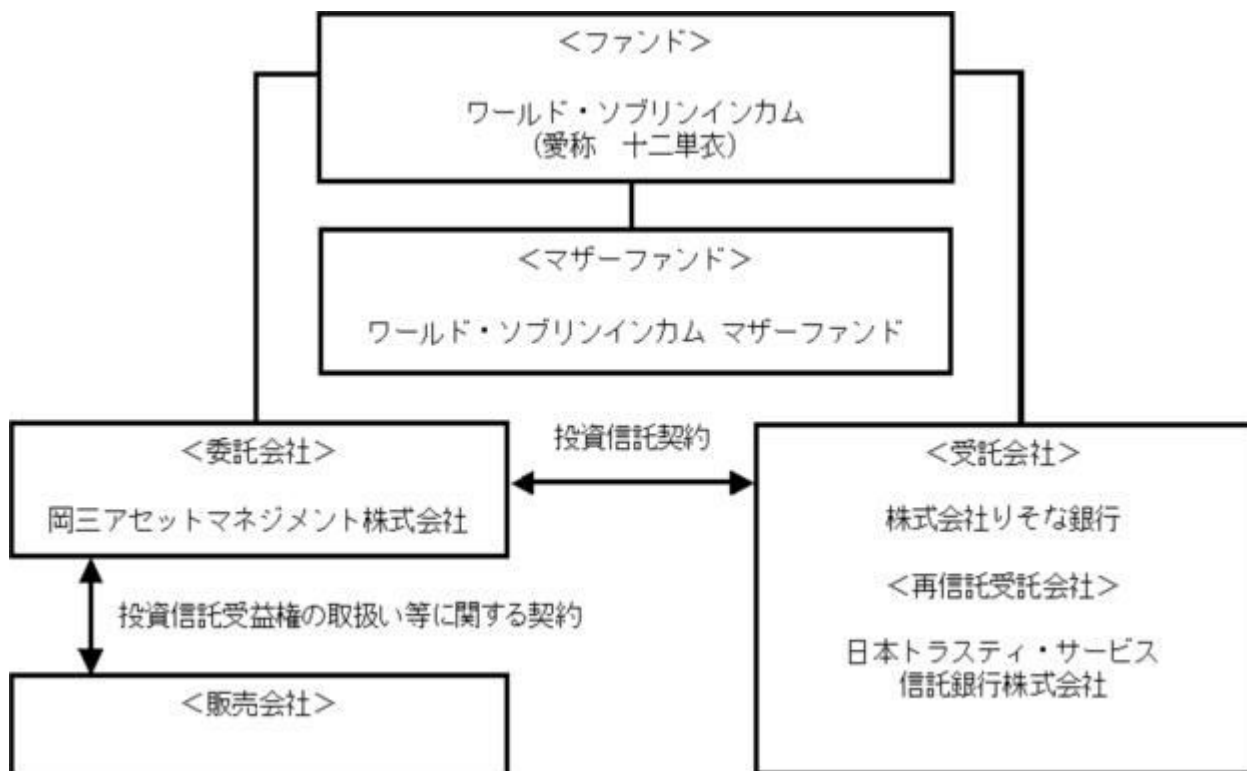 ＜ファンド＞
ワールド・ソブリンインカム
(愛称　十二単衣)
＜マザーファンド＞
ワールド・ソブリンインカム マザーファンド
＜委託会社＞
岡三アセットマネジメント株式会社
投資信託契約
＜受託会社＞
株式会社りそな銀行
＜再信託受託会社＞
日本トラスティ・サービス
信託銀行株式会社
投資信託受益権の取扱い等に関する契約
＜販売会社＞